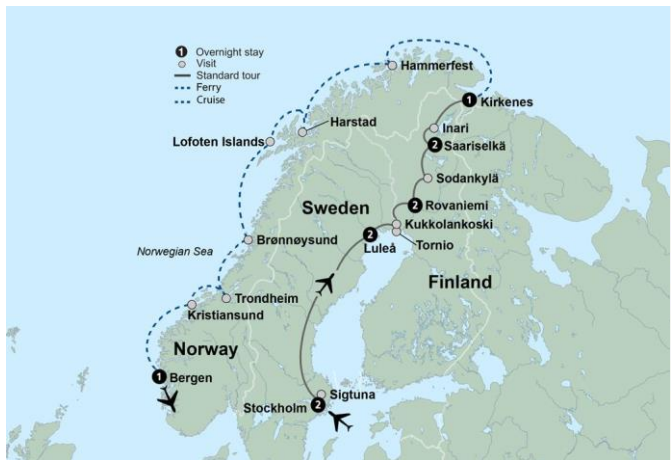 1 Overnight stay
Visit
Standard tour
Ferry
Cruise
Hammerfest
1 Kirkenes
Harstad
Inari
Lofoten Islands
2 Saariselkä
Sodankylä
2 Rovaniemi
Sweden
Kukkolankoski
Norwegian Sea
Brønnøysund
2
Luleå
Tornio
Finland
Trondheim
Kristiansund
Norway
1 Bergen
Sigtuna
Stockholm 2